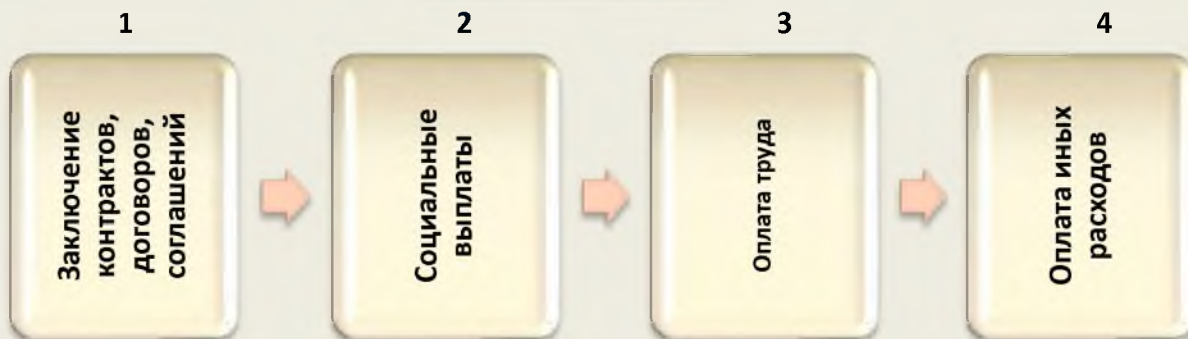 1
Заключение
контрактов,
договоров,
соглашений
2
Социальные
выплаты
3
Оплата труда
4
Оплата иных
расходов